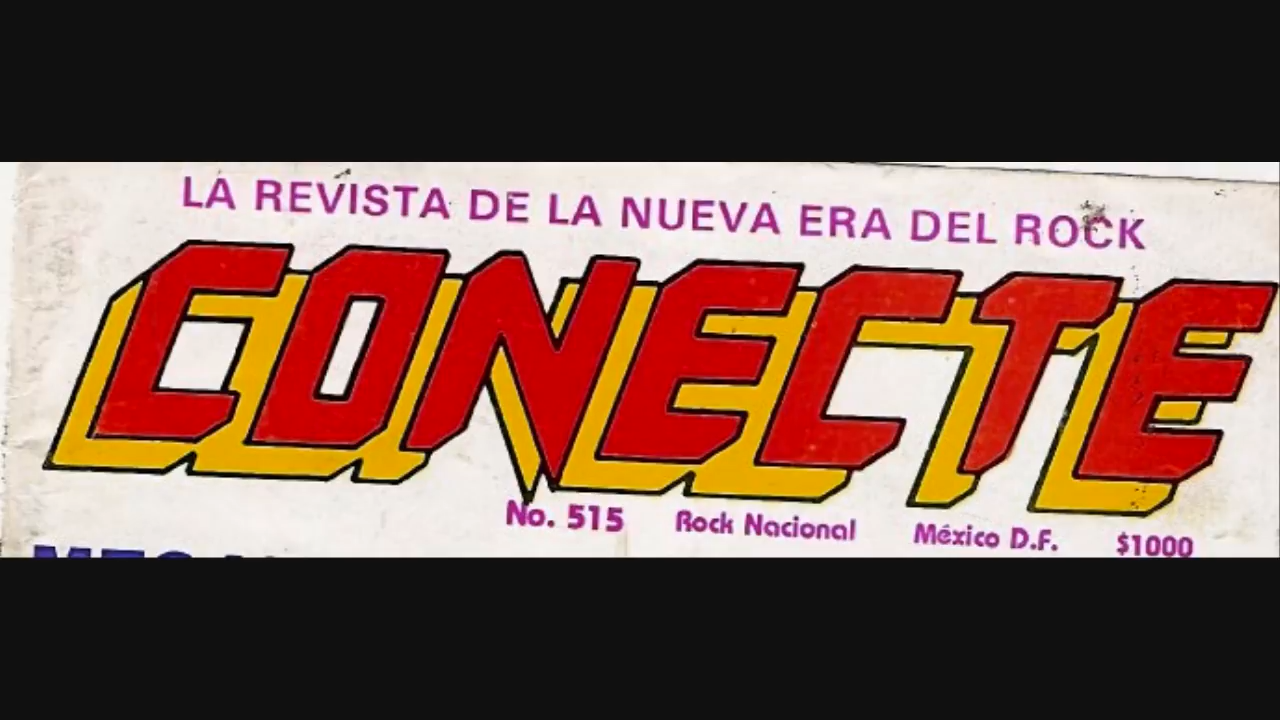 LA REVISTA DE LA NUEVA ERA DEL ROCK
CONECTE
No. 515 Rock Nacional México D.F. $1000